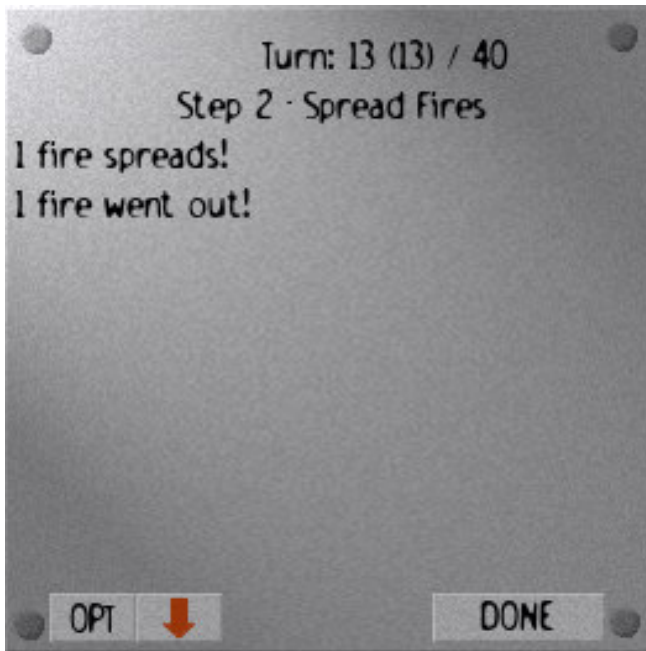 Turn: 13 (13) / 40
Step 2 - Spread Fires
1 fire spreads!
1 fire went out!
OPT
DONE